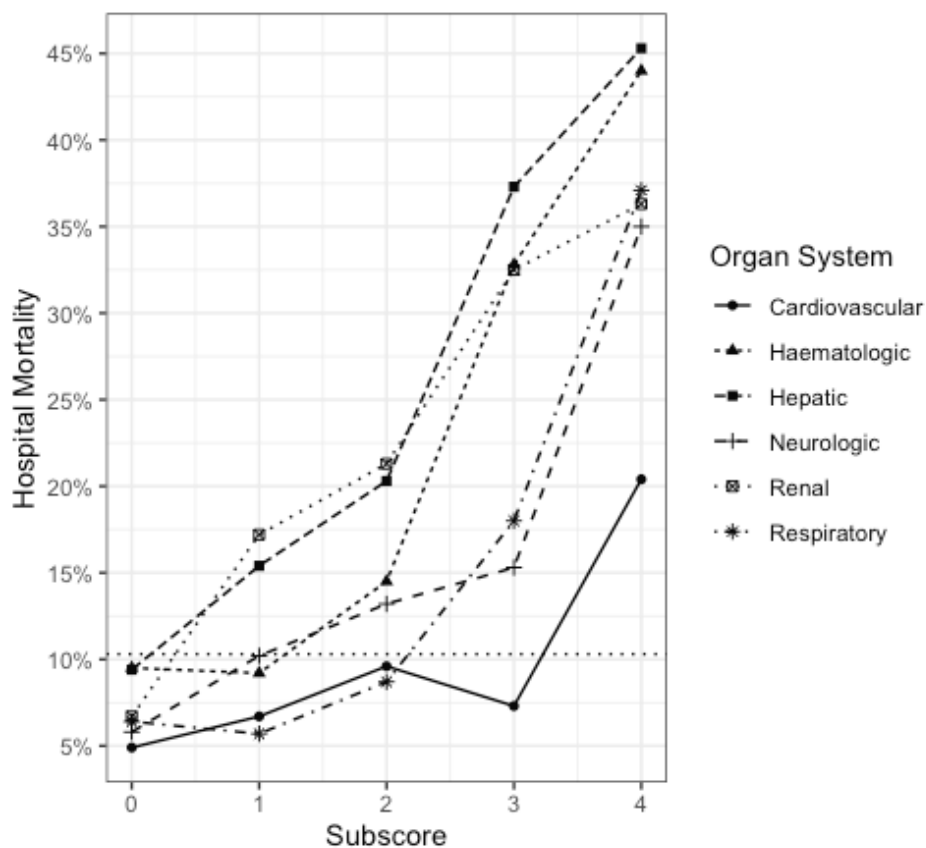 45%
40%
35%
30%
25%
20%
15%
10%
5%
Hospital Mortality
0 1 2 3 4
Subscore
Organ System
Cardiovascular
Haematologic
Hepatic
Neurologic
Renal
Respiratory